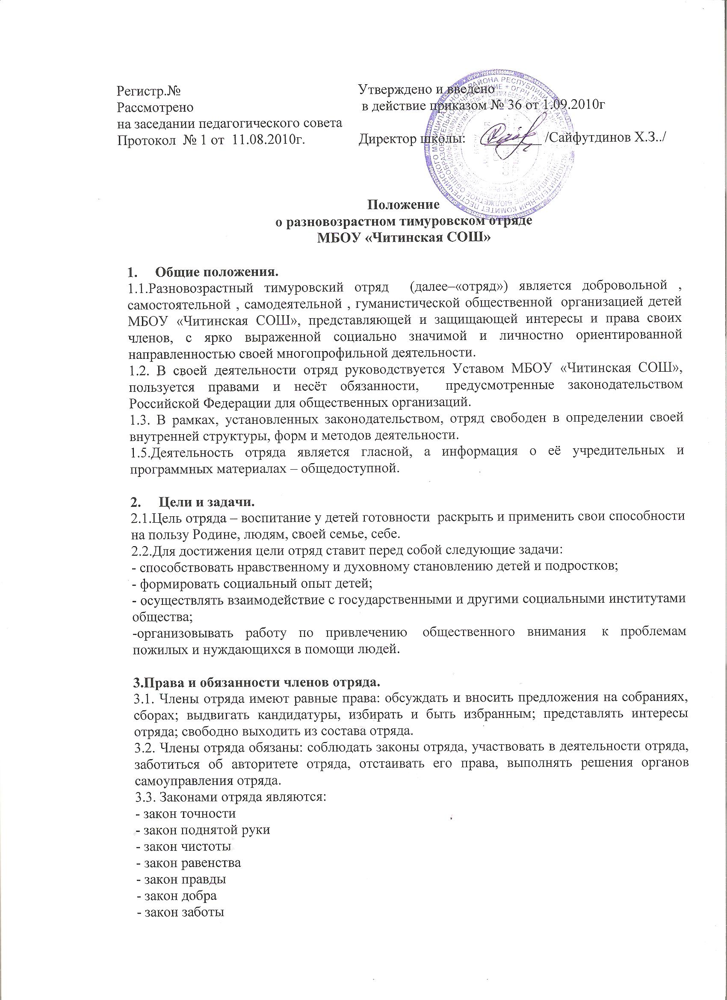 Регистр.№
Рассмотрено
на заседании педагогического совета
Протокол № 1 от 11.08.2010г.
Утверждено и введено
в действие приказом № 36 от 1.09.2010г
Директор школы: /Сайфутдинов Х.З../
Положение
о разновозрастном тимуровском отряде
МБОУ «Читинская СОШ»
1. Общие положения.
1.1.Разновозрастный тимуровский отряд (далее–«отряд») является добровольной ,
самостоятельной , самодеятельной , гуманистической общественной организацией детей
МБОУ «Читинская СОШ», представляющей и защищающей интересы и права своих
членов, с ярко выраженной социально значимой и личностно ориентированной
направленностью своей многопрофильной деятельности.
1.2. В своей деятельности отряд руководствуется Уставом МБОУ «Читинская СОШ»,
пользуется правами и несёт обязанности, предусмотренные законодательством
Российской Федерации для общественных организаций.
1.3. В рамках, установленных законодательством, отряд свободен в определении своей
внутренней структуры, форм и методов деятельности.
1.5.Деятельность отряда является гласной, а информация о её учредительных и
программных материалах – общедоступной.
2. Цели и задачи.
2.1.Цель отряда – воспитание у детей готовности раскрыть и применить свои способности
на пользу Родине, людям, своей семье, себе.
2.2.Для достижения цели отряд ставит перед собой следующие задачи:
- способствовать нравственному и духовному становлению детей и подростков;
- формировать социальный опыт детей;
- осуществлять взаимодействие с государственными и другими социальными институтами
общества;
-организовывать работу по привлечению общественного внимания к проблемам
пожилых и нуждающихся в помощи людей.
3.Права и обязанности членов отряда.
3.1. Члены отряда имеют равные права: обсуждать и вносить предложения на собраниях,
сборах; выдвигать кандидатуры, избирать и быть избранным; представлять интересы
отряда; свободно выходить из состава отряда.
3.2. Члены отряда обязаны: соблюдать законы отряда, участвовать в деятельности отряда,
заботиться об авторитете отряда, отстаивать его права, выполнять решения органов
самоуправления отряда.
3.3. Законами отряда являются:
- закон точности
- закон поднятой руки
- закон чистоты
- закон равенства
- закон правды
- закон добра
- закон заботы